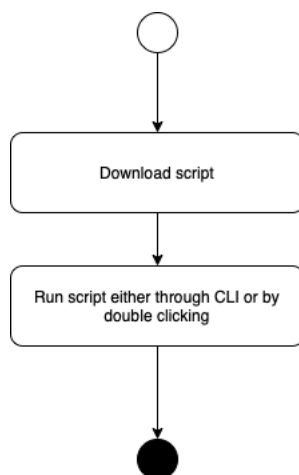 Download script
Run script either through CLI or by
double clicking